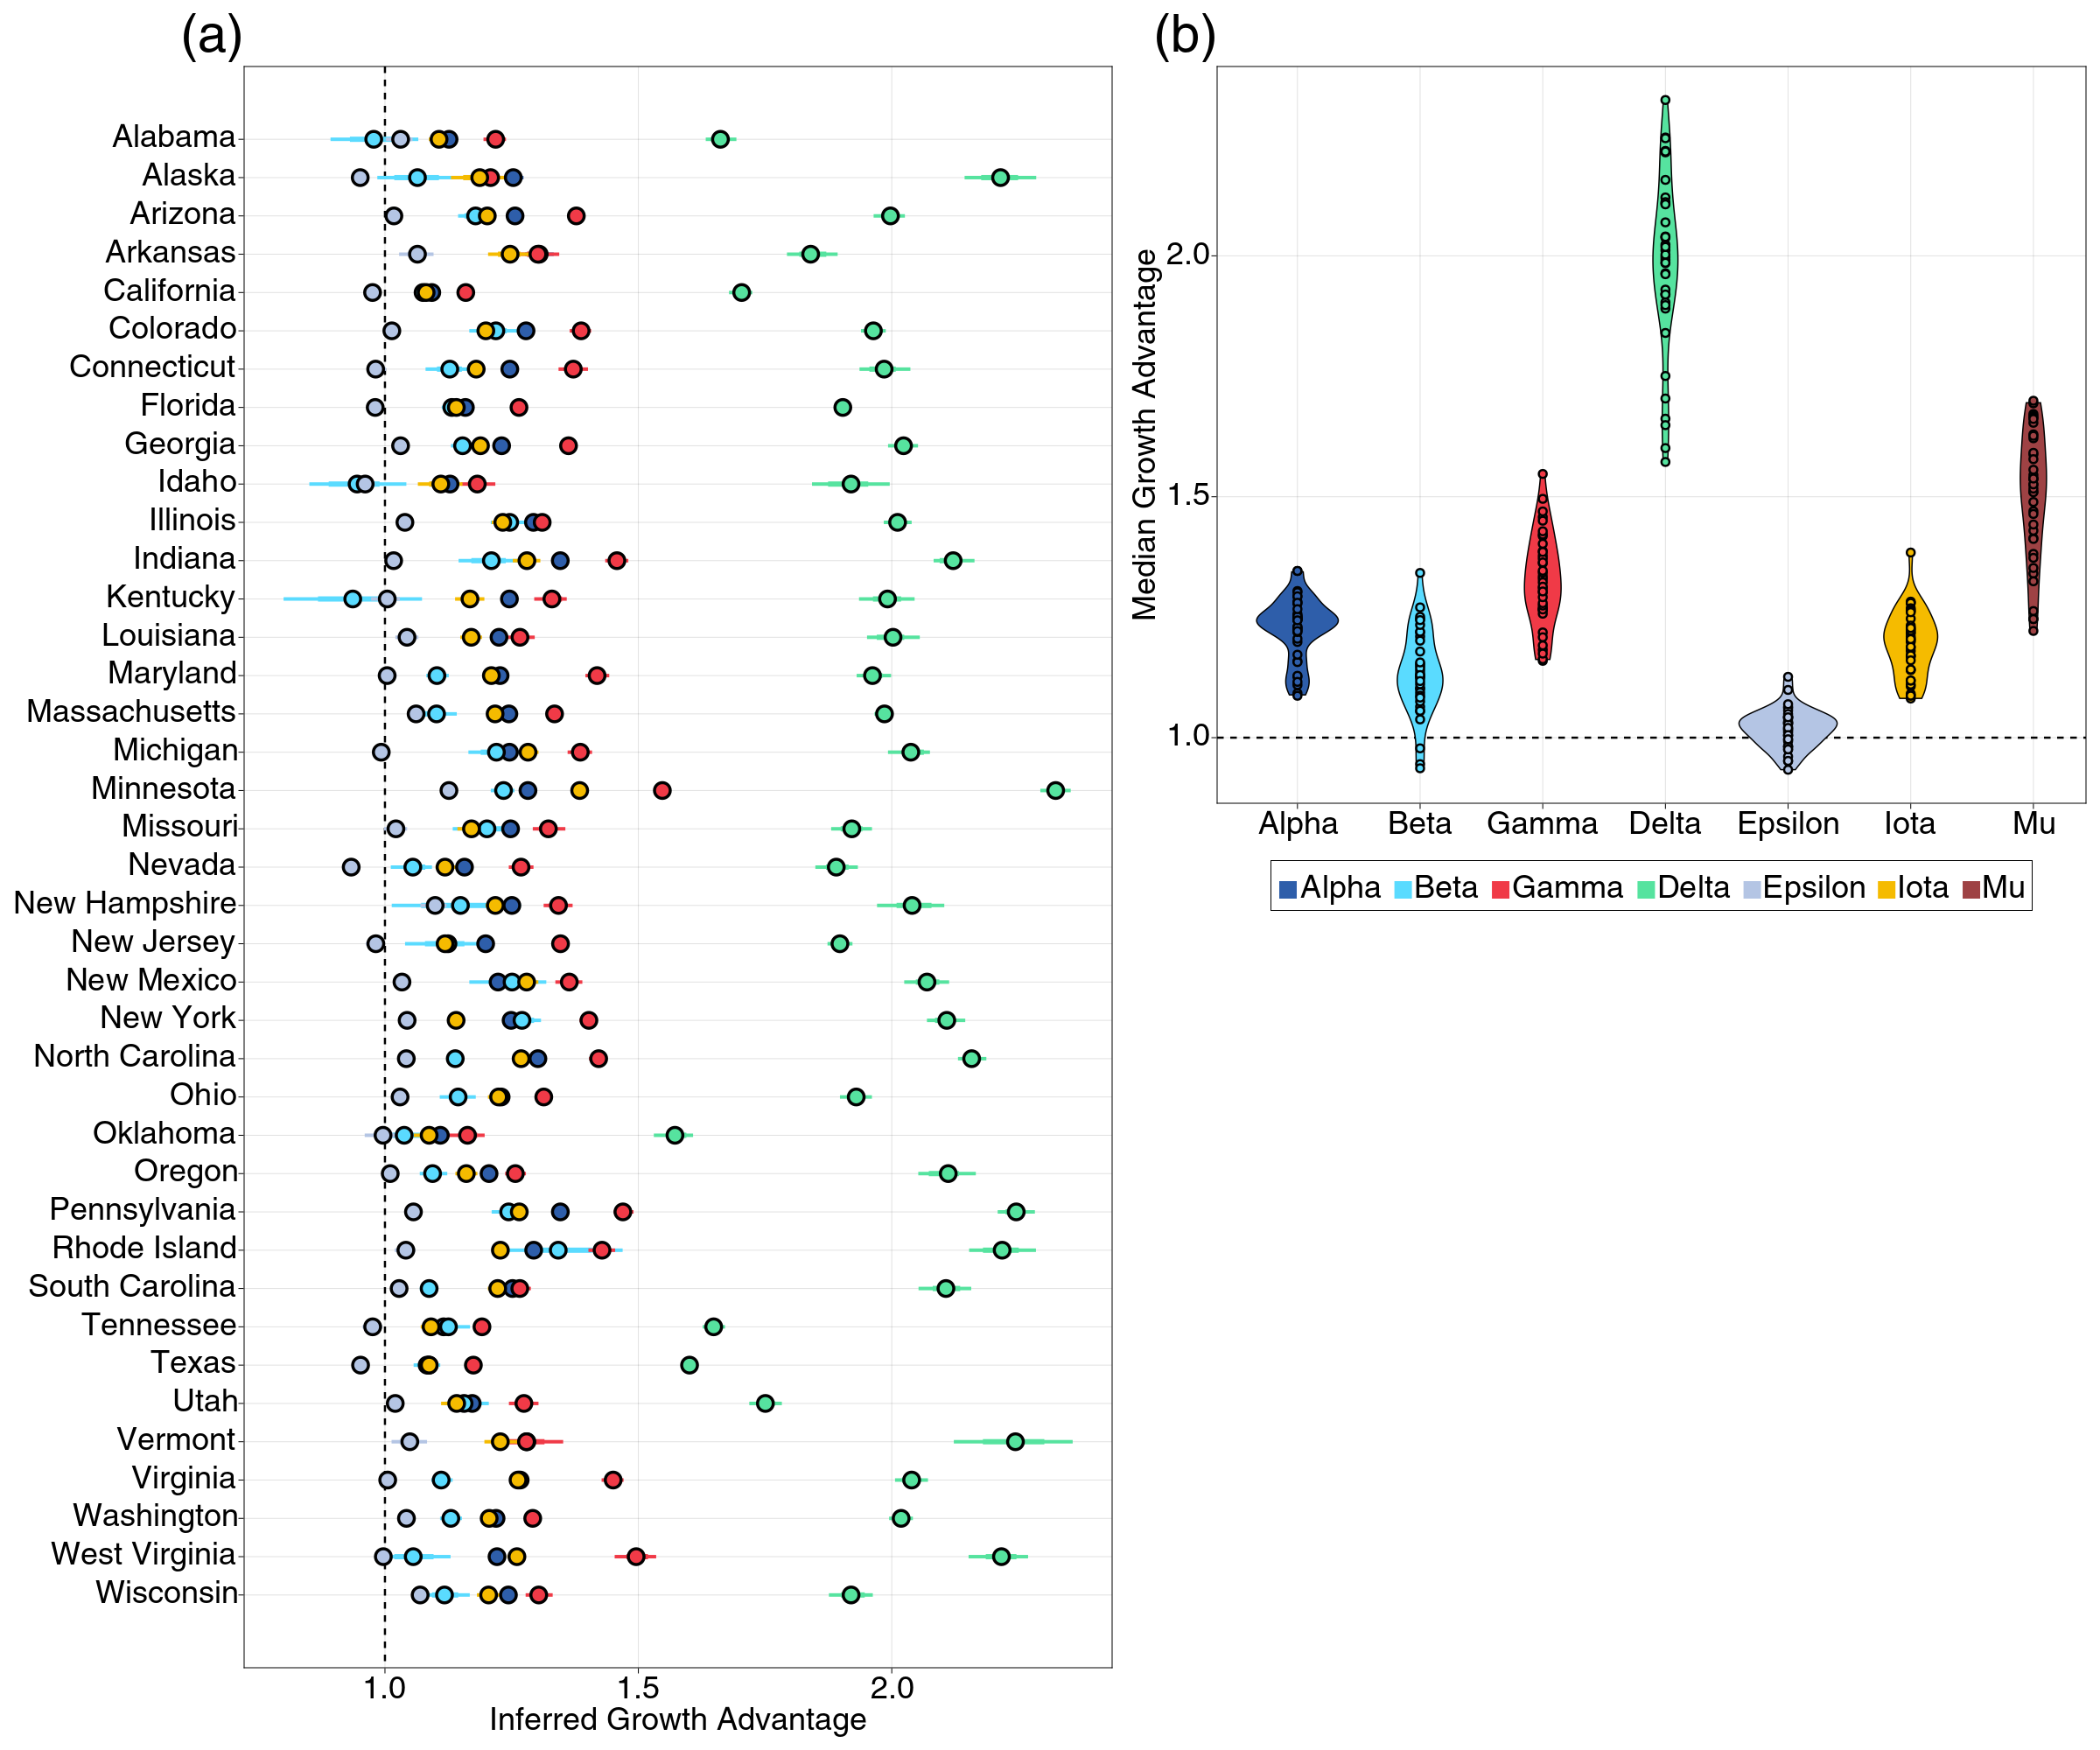 (a)
Alabama
Alaska
Arizona
Arkansas
California
Colorado
Connecticut
Florida
Georgia
Idaho
Illinois
Indiana
Kentucky
Louisiana
Maryland
Massachusetts
Michigan
Minnesota
Missouri
Nevada
New Hampshire
New Jersey
New Mexico
New York
North Carolina
Ohio
Oklahoma
Oregon
Pennsylvania
Rhode Island
South Carolina
Tennessee
Texas
Utah
Vermont
Virginia
Washington
West Virginia
Wisconsin
1.0 1.5 2.0
Inferred Growth Advantage
(b)
Median Growth Advantage
2.0
1.5
1.0
Alpha Beta Gamma Delta Epsilon Iota Mu
Alpha Beta Gamma Delta Epsilon Iota Mu